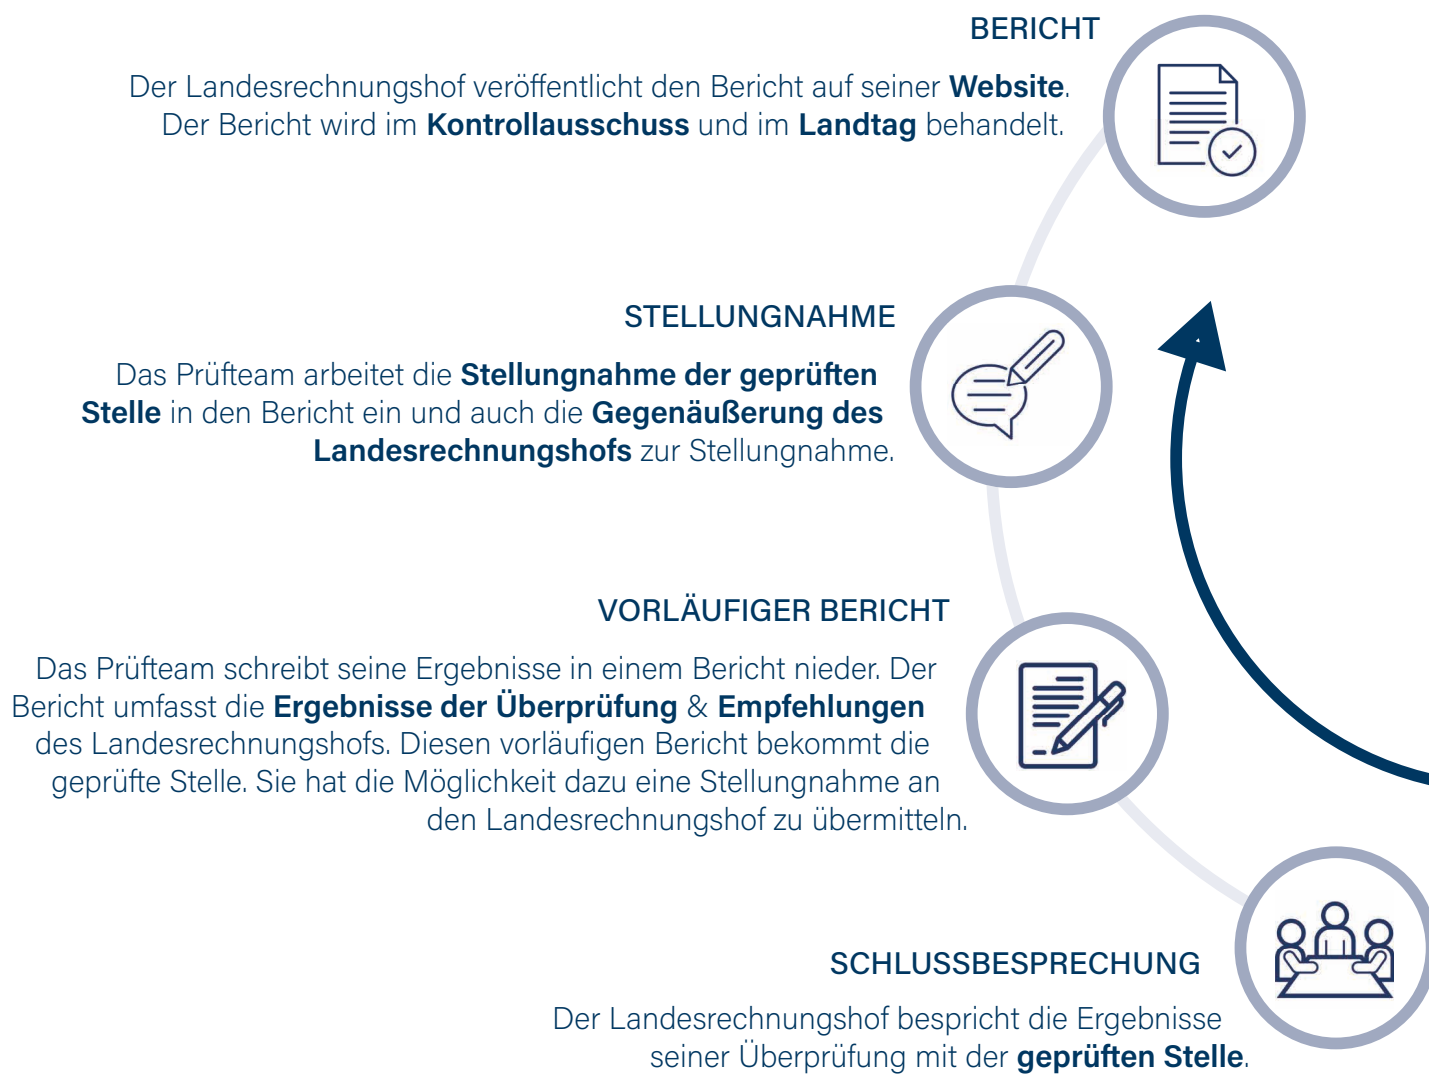 BERICHT
Der Landesrechnungshof veröffentlicht den Bericht auf seiner Website.
Der Bericht wird im Kontrollausschuss und im Landtag behandelt.
STELLUNGNAHME
Das Prüfteam arbeitet die Stellungnahme der geprüften
Stelle in den Bericht ein und auch die Gegenäußerung des
Landesrechnungshofs zur Stellungnahme.
VORLÄUFIGER BERICHT
Das Prüfteam schreibt seine Ergebnisse in einem Bericht nieder. Der
Bericht umfasst die Ergebnisse der Überprüfung & Empfehlungen
des Landesrechnungshofs. Diesen vorläufigen Bericht bekommt die
geprüfte Stelle. Sie hat die Möglichkeit dazu eine Stellungnahme an
den Landesrechnungshof zu übermitteln.
SCHLUSSBESPRECHUNG
Der Landesrechnungshof bespricht die Ergebnisse
seiner Überprüfung mit der geprüften Stelle.